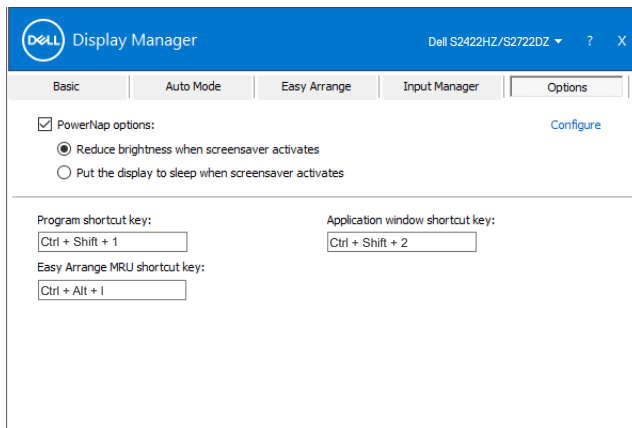 DELL Display Manager
Dell S2422HZ/S2722DZ ? X
Basic Auto Mode Easy Arrange Input Manager Options
PowerNap options: Configure
Reduce brightness when screensaver activates
Put the display to sleep when screensaver activates
Program shortcut key: Application window shortcut key:
Ctrl + Shift + 1 Ctrl + Shift + 2
Easy Arrange MRU shortcut key:
Ctrl + Alt + l